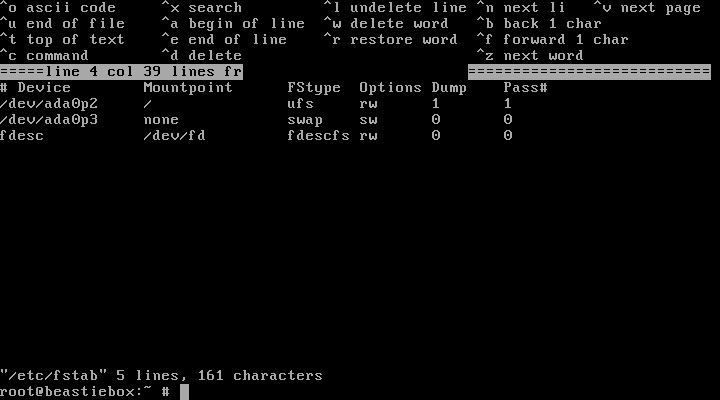 ^o ascii code ^x search ^l undelete line ^n next li ^v next page
^u end of file ^a begin of line ^w delete word ^b back 1 char
^t top of text ^e end of line ^r restore word ^f forward 1 char
^c command ^d delete ^z next word
=====line 4 col 39 lines fr ===========================
# Device Mountpoint FStype Options Dump Pass#
/dev/ada0p2 / ufs rw 1 1
/dev/ada0p3 none swap sw 0 0
fdesc /dev/fd fdescfs rw 0 0
"/etc/fstab" 5 lines, 161 characters
root@beastiebox:~ #